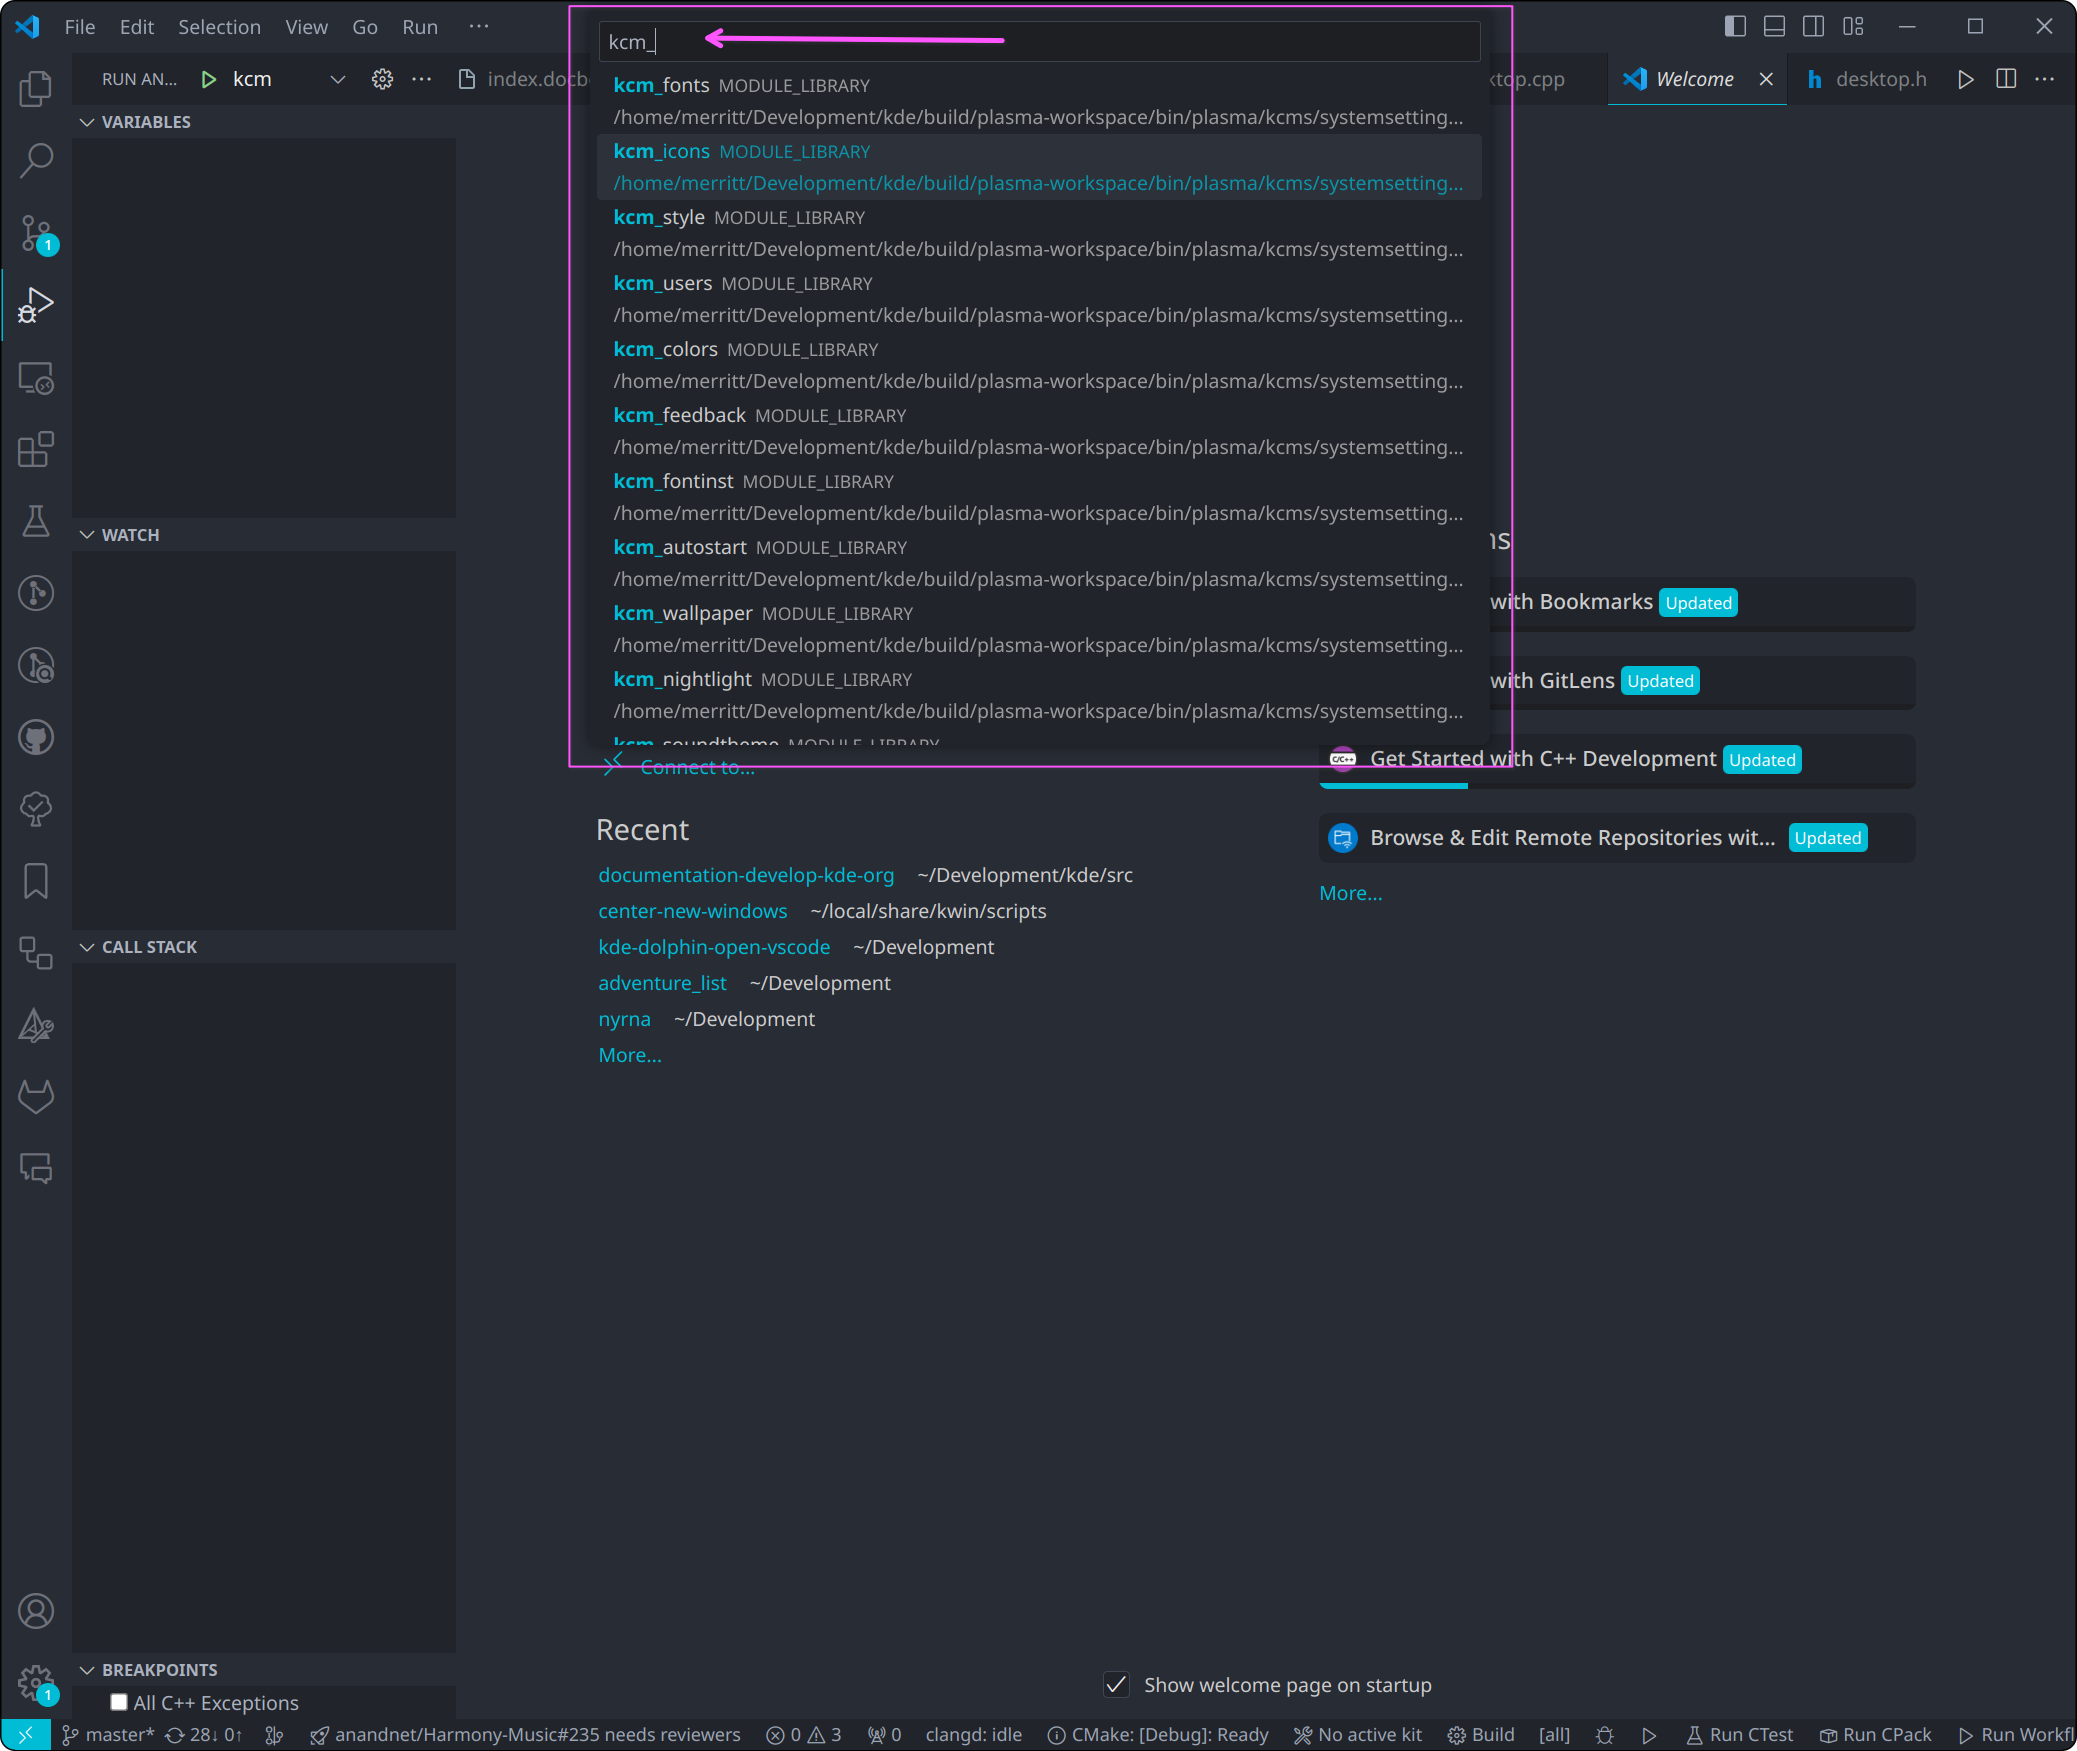 File Edit Selection View Go Run ...
kcm_
RUN AN... kcm
index.docb
ktop.cpp
Welcome
desktop.h
kcm_fonts MODULE_LIBRARY
/home/merritt/Development/kde/build/plasma-workspace/bin/plasma/kcms/systemsetting...
kcm_icons MODULE_LIBRARY
/home/merritt/Development/kde/build/plasma-workspace/bin/plasma/kcms/systemsetting...
kcm_style MODULE_LIBRARY
/home/merritt/Development/kde/build/plasma-workspace/bin/plasma/kcms/systemsetting...
kcm_users MODULE_LIBRARY
/home/merritt/Development/kde/build/plasma-workspace/bin/plasma/kcms/systemsetting...
kcm_colors MODULE_LIBRARY
/home/merritt/Development/kde/build/plasma-workspace/bin/plasma/kcms/systemsetting...
kcm_feedback MODULE_LIBRARY
/home/merritt/Development/kde/build/plasma-workspace/bin/plasma/kcms/systemsetting...
kcm_fontinst MODULE_LIBRARY
/home/merritt/Development/kde/build/plasma-workspace/bin/plasma/kcms/systemsetting...
kcm_autostart MODULE_LIBRARY
/home/merritt/Development/kde/build/plasma-workspace/bin/plasma/kcms/systemsetting...
kcm_wallpaper MODULE_LIBRARY
/home/merritt/Development/kde/build/plasma-workspace/bin/plasma/kcms/systemsetting...
kcm_nightlight MODULE_LIBRARY
/home/merritt/Development/kde/build/plasma-workspace/bin/plasma/kcms/systemsetting...
kcm_soundtheme MODULE_LIBRARY
VARIABLES
WATCH
CALL STACK
BREAKPOINTS
All C++ Exceptions
Connect to...
Recent
documentation-develop-kde-org ~/Development/kde/src
center-new-windows ~/local/share/kwin/scripts
kde-dolphin-open-vscode ~/Development
adventure_list ~/Development
nyrna ~/Development
More...
with Bookmarks Updated
with GitLens Updated
C/C++ Get Started with C++ Development Updated
Browse & Edit Remote Repositories wit... Updated
More...
Show welcome page on startup
1
1
master* 28↓ 0↑ anandnet/Harmony-Music#235 needs reviewers 0 3 0 clangd: idle CMake: [Debug]: Ready No active kit Build [all] Run CTest Run CPack Run Workfl